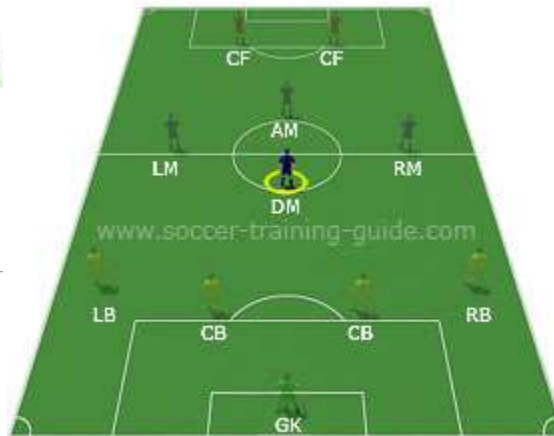 CF CF
AM
LM RM
DM
www.soccer-training-guide.com
LB RB
CB CB
GK